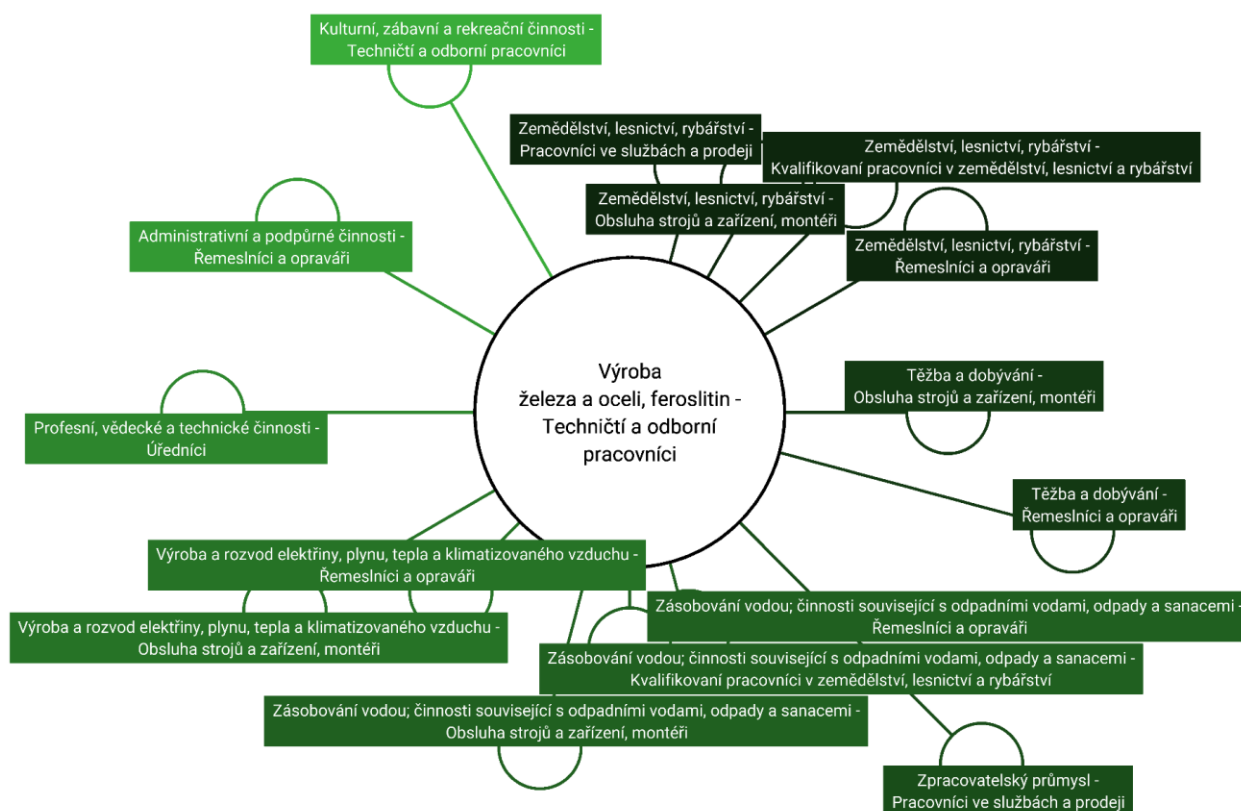 Kulturní, zábavní a rekreační činnosti -
Techničtí a odborní pracovníci
Zemědělství, lesnictví, rybářství -
Pracovníci ve službách a prodeji
Zemědělství, lesnictví, rybářství -
Kvalifikovaní pracovníci v zemědělství, lesnictví a rybářství
Zemědělství, lesnictví, rybářství -
Obsluha strojů a zařízení, montéři
Administrativní a podpůrné činnosti -
Řemeslníci a opraváři
Zemědělství, lesnictví, rybářství -
Řemeslníci a opraváři
Výroba
železa a oceli, feroslitin -
Techničtí a odborní
pracovníci
Těžba a dobývání -
Obsluha strojů a zařízení, montéři
Profesní, vědecké a technické činnosti -
Úředníci
Těžba a dobývání -
Řemeslníci a opraváři
Výroba a rozvod elektřiny, plynu, tepla a klimatizovaného vzduchu -
Řemeslníci a opraváři
Zásobování vodou; činnosti související s odpadními vodami, odpady a sanacemi -
Řemeslníci a opraváři
Výroba a rozvod elektřiny, plynu, tepla a klimatizovaného vzduchu -
Obsluha strojů a zařízení, montéři
Zásobování vodou; činnosti související s odpadními vodami, odpady a sanacemi -
Kvalifikovaní pracovníci v zemědělství, lesnictví a rybářství
Zásobování vodou; činnosti související s odpadními vodami, odpady a sanacemi -
Obsluha strojů a zařízení, montéři
Zpracovatelský průmysl -
Pracovníci ve službách a prodeji